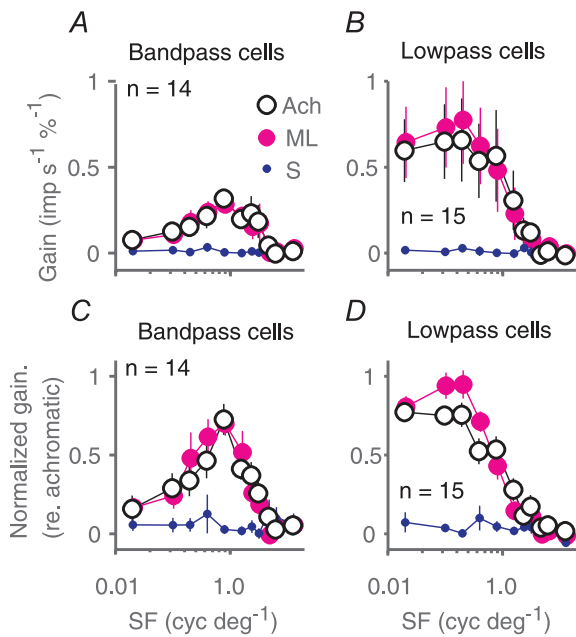 A
Bandpass cells
n = 14
Ach
ML
S
1
0.5
0
Gain (imp s⁻¹ %⁻¹)
B
Lowpass cells
n = 15
1
0.5
0
C
Bandpass cells
n = 14
1
0.5
0
Normalized gain.
(re. achromatic)
0.01
1.0
SF (cyc deg⁻¹)
D
Lowpass cells
n = 15
1
0.5
0
0.01
1.0
SF (cyc deg⁻¹)